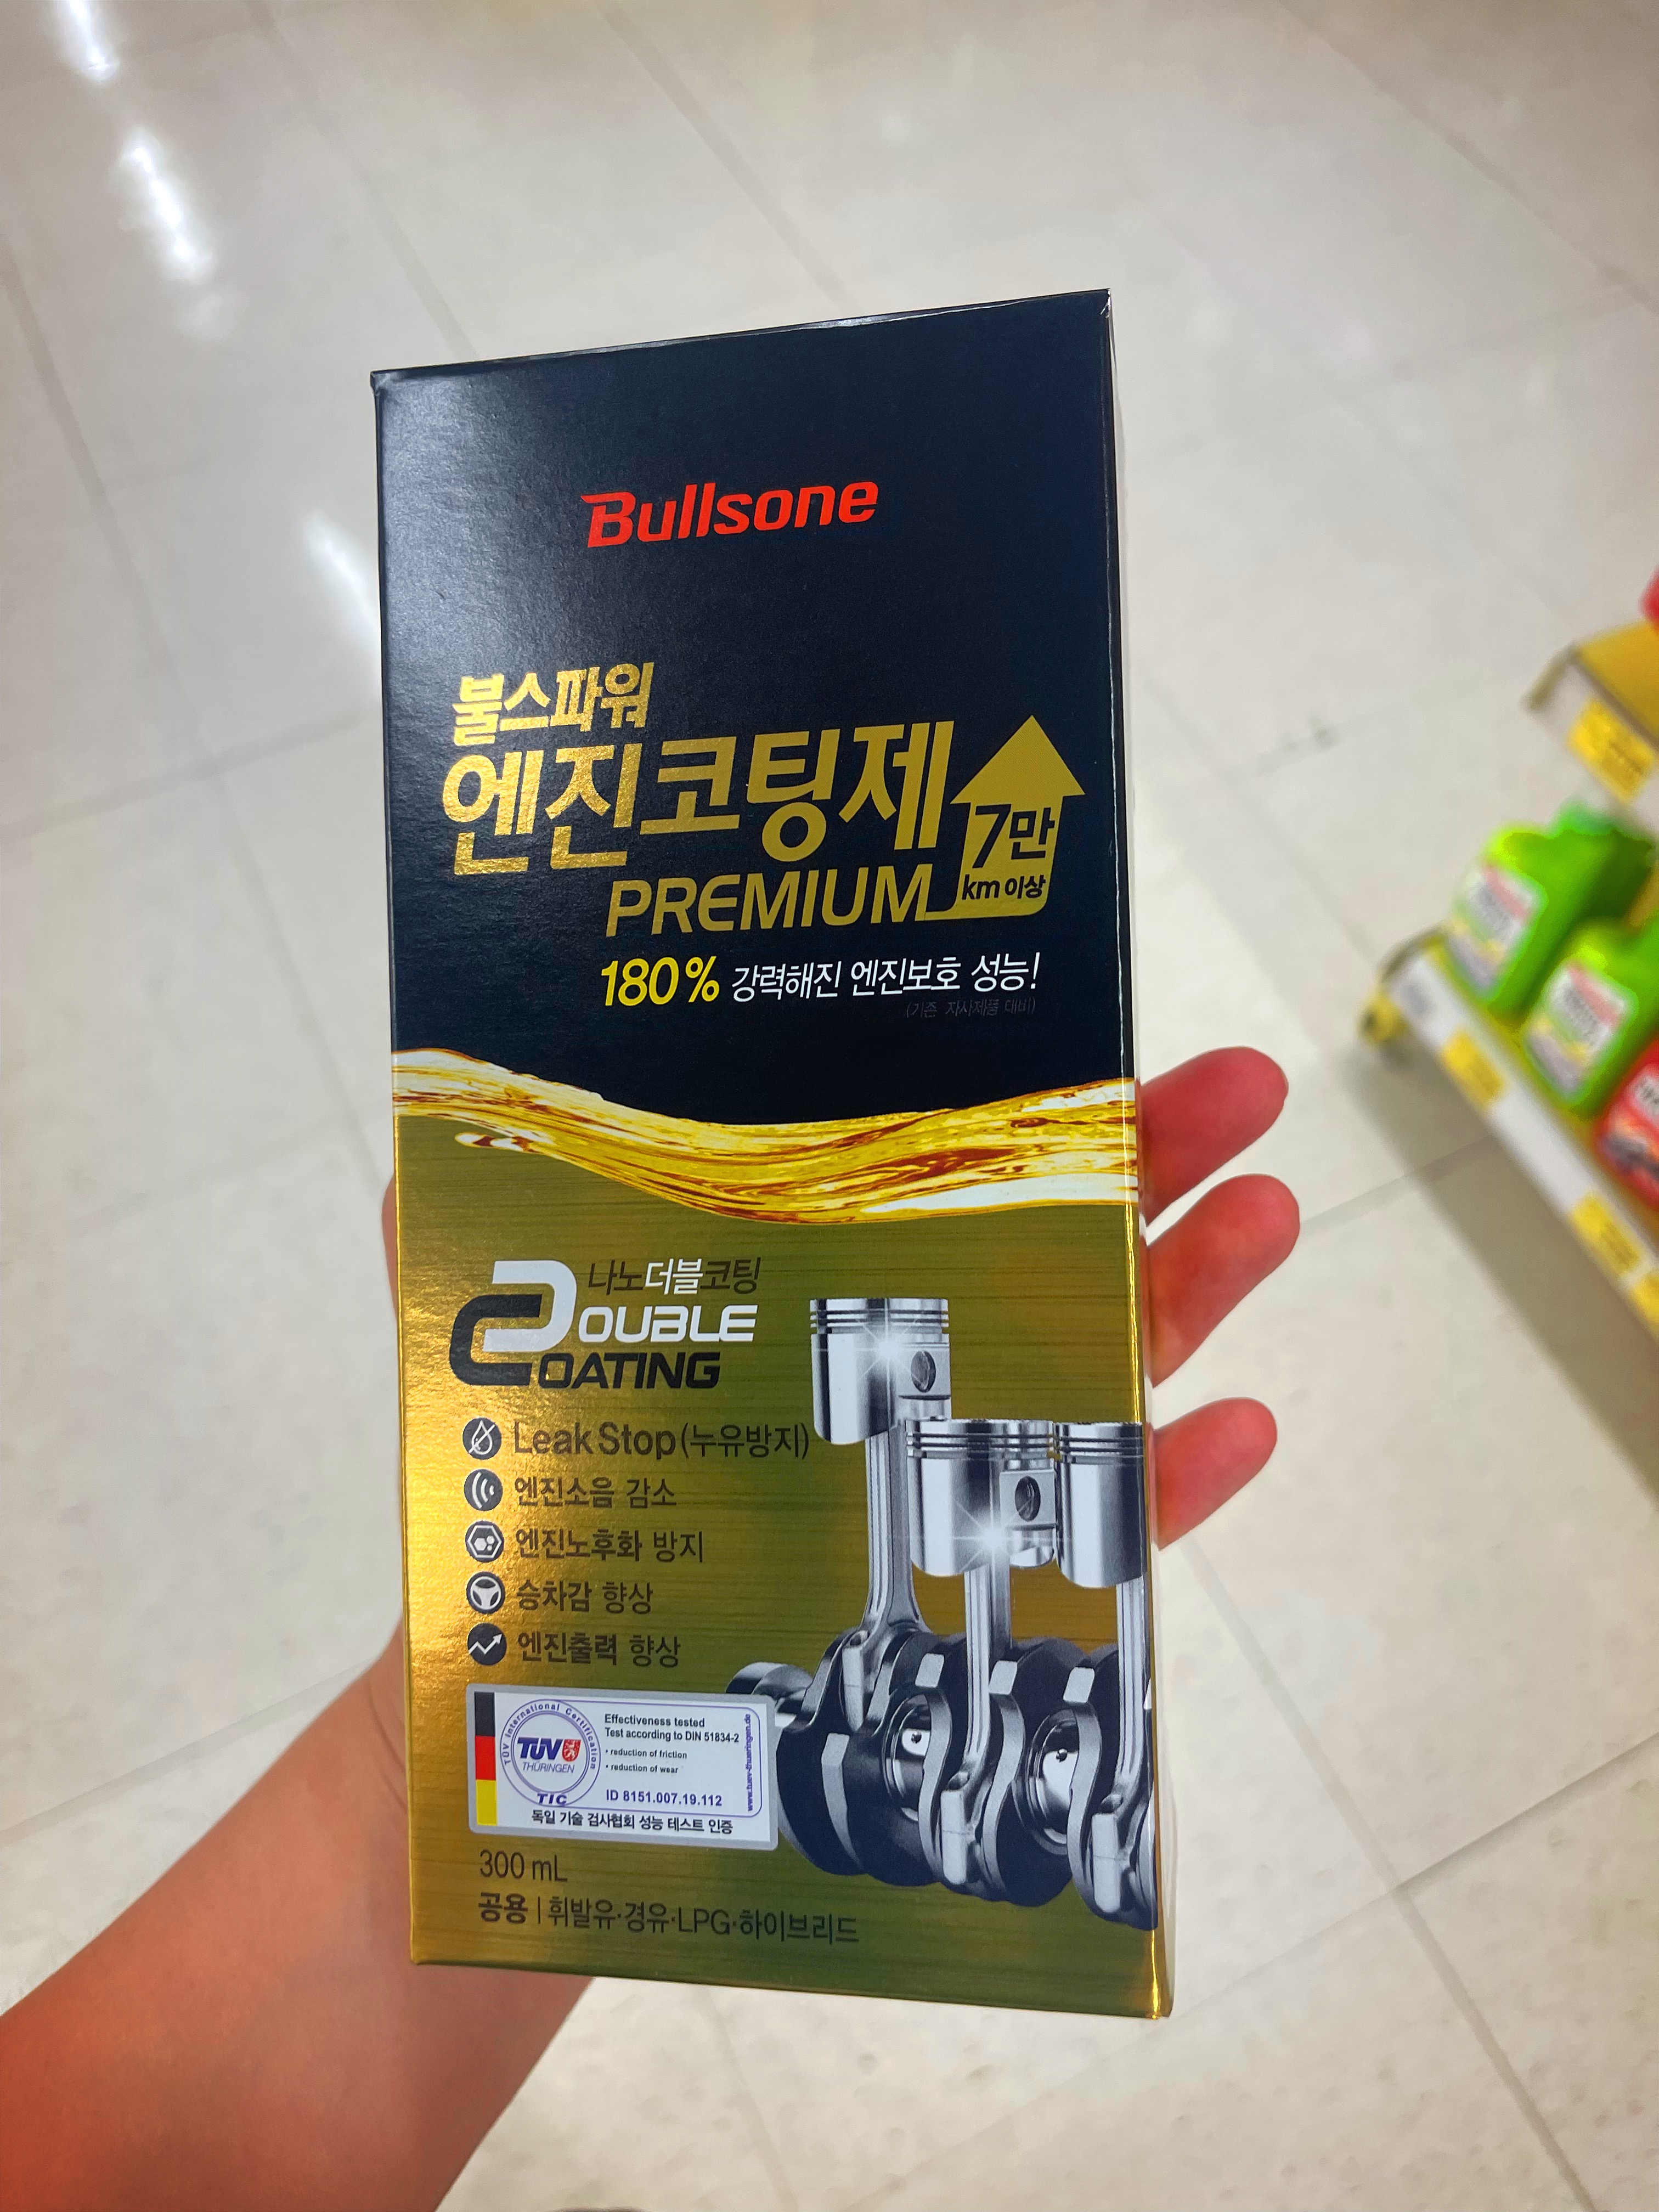 Bullsone
불스파워
엔진코팅제
7만
km 이상
PREMIUM
180% 강력해진 엔진보호 성능!
(기존 자사제품 대비)
나노더블코팅
DOUBLE
COATING
Leak Stop (누유방지)
엔진소음 감소
엔진노후화 방지
승차감 향상
엔진출력 향상
TÜV International Certification
TÜV
THÜRINGEN
TIC
Effectiveness tested
Test according to DIN 51834-2
• reduction of friction
• reduction of wear
ID 8151.007.19.112
www.tuev-thueringen.de
독일 기술 검사협회 성능 테스트 인증
300 mL
공용 | 휘발유·경유·LPG·하이브리드